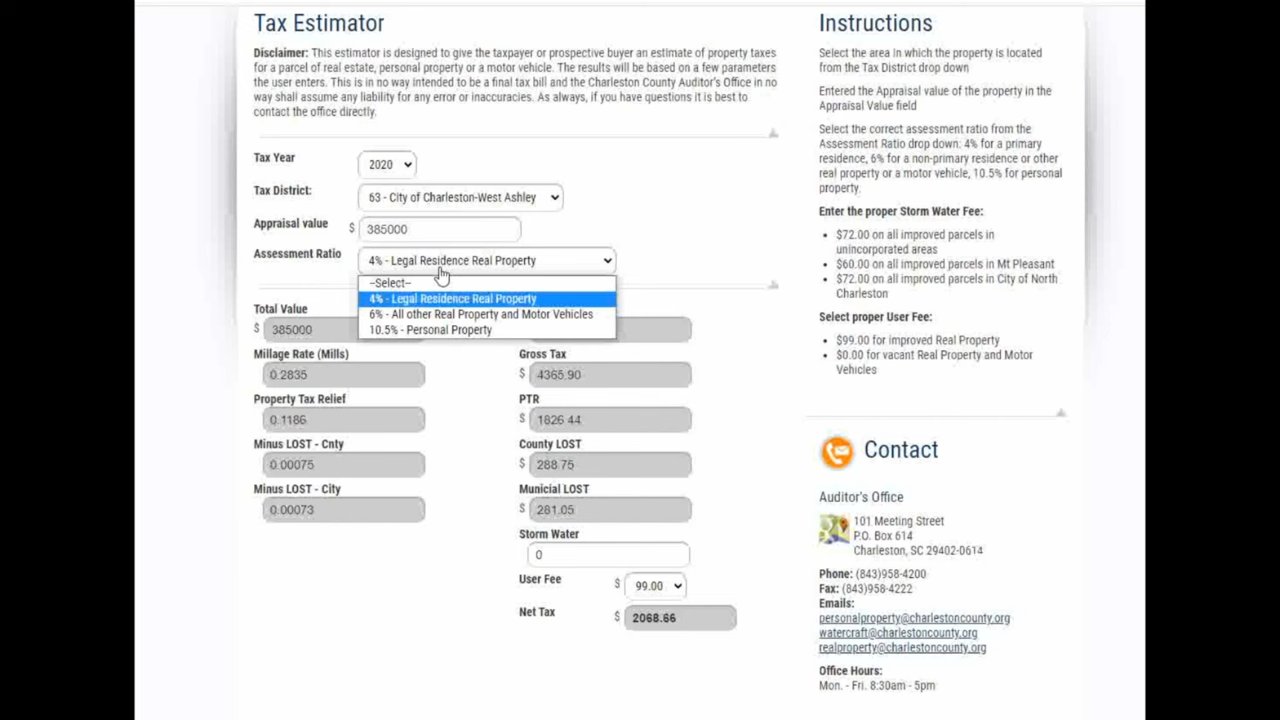 Tax Estimator
Disclaimer: This estimator is designed to give the taxpayer or prospective buyer an estimate of property taxes
for a parcel of real estate, personal property or a motor vehicle. The results will be based on a few parameters
the user enters. This is in no way intended to be a final tax bill and the Charleston County Auditor's Office in no
way shall assume any liability for any error or inaccuracies. As always, if you have questions it is best to
contact the office directly.
Tax Year
2020
Tax District:
63 - City of Charleston-West Ashley
Appraisal value
$ 385000
Assessment Ratio
4% - Legal Residence Real Property
--Select--
4% - Legal Residence Real Property
6% - All other Real Property and Motor Vehicles
10.5% - Personal Property
Total Value
$ 385000
Millage Rate (Mills)
0.2835
Gross Tax
$ 4365.90
Property Tax Relief
0.1186
PTR
$ 1826.44
Minus LOST - Cnty
0.00075
County LOST
$ 288.75
Minus LOST - City
0.00073
Municial LOST
$ 281.05
Storm Water
0
User Fee
$ 99.00
Net Tax
$ 2068.66
Instructions
Select the area in which the property is located
from the Tax District drop down
Entered the Appraisal value of the property in the
Appraisal Value field
Select the correct assessment ratio from the
Assessment Ratio drop down: 4% for a primary
residence, 6% for a non-primary residence or other
real property or a motor vehicle, 10.5% for personal
property.
Enter the proper Storm Water Fee:
• $72.00 on all improved parcels in
unincorporated areas
• $60.00 on all improved parcels in Mt Pleasant
• $72.00 on all improved parcels in City of North
Charleston
Select proper User Fee:
• $99.00 for improved Real Property
• $0.00 for vacant Real Property and Motor
Vehicles
Contact
Auditor's Office
101 Meeting Street
P.O. Box 614
Charleston, SC 29402-0614
Phone: (843)958-4200
Fax: (843)958-4222
Emails:
personalproperty@charlestoncounty.org
watercraft@charlestoncounty.org
realproperty@charlestoncounty.org
Office Hours:
Mon. - Fri. 8:30am - 5pm